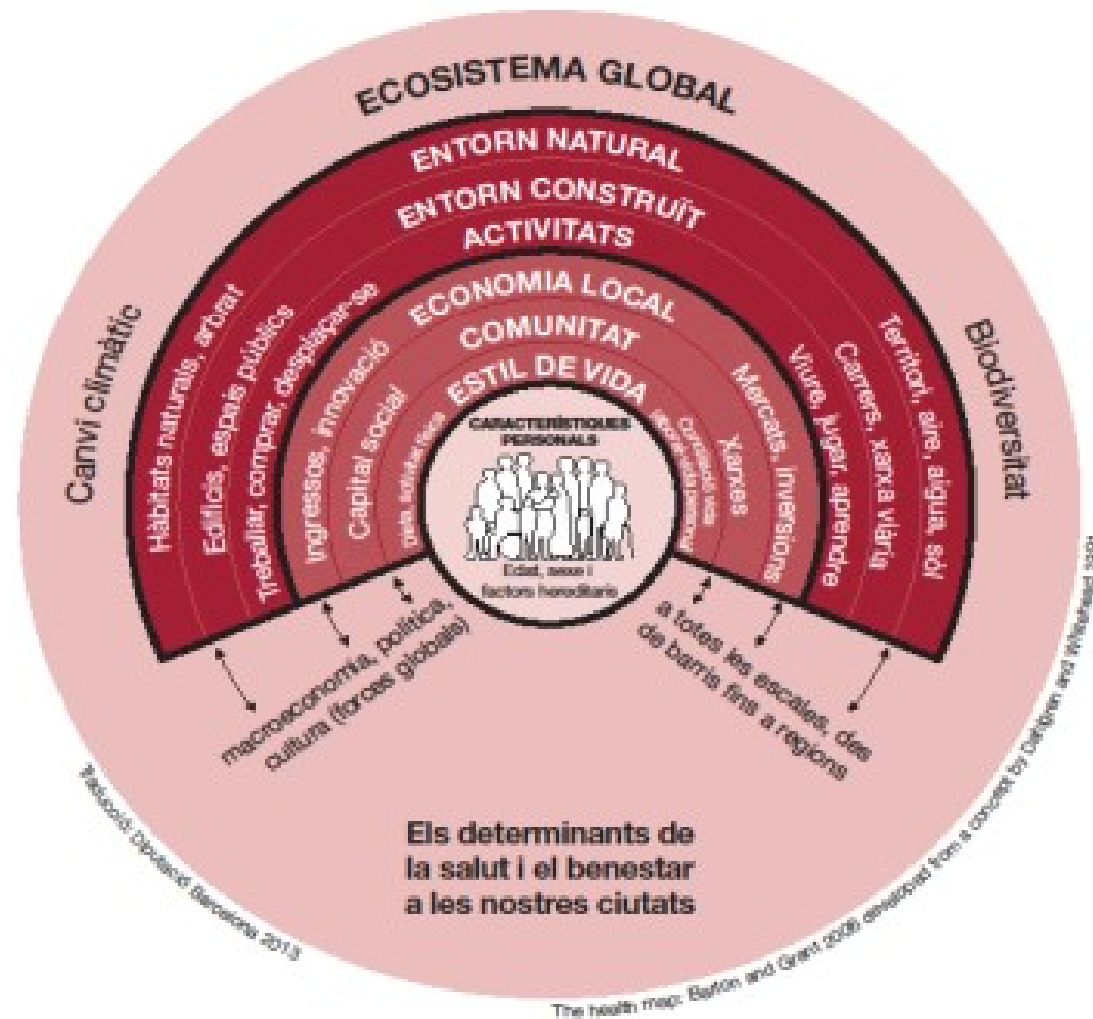 ECOSISTEMA GLOBAL
ENTORN NATURAL
ENTORN CONSTRUÏT
ACTIVITATS
ECONOMIA LOCAL
COMUNITAT
ESTIL DE VIDA
CARACTERÍSTIQUES
PERSONALS
Edat, sexe i
factors hereditaris
Canvi climàtic
Hàbitats naturals, arbrat
Edificis, espais públics
Treballar, comprar, desplaçar-se
Ingressos, innovació
Capital social
Dieta, activitat física
Xarxes
Mercats, inversions
Viure, jugar, aprendre
Carrers, xarxa viària
Territori, aire, aigua, sòl
Biodiversitat
macroeconomia, política,
cultura (forces globals)
a totes les escales, des
de barris fins a regions
Els determinants de
la salut i el benestar
a les nostres ciutats
Traducció: Diputació Barcelona 2013
The health map: Barton and Grant 2006 developed from a concept by Dahlgren and Whitehead 1991